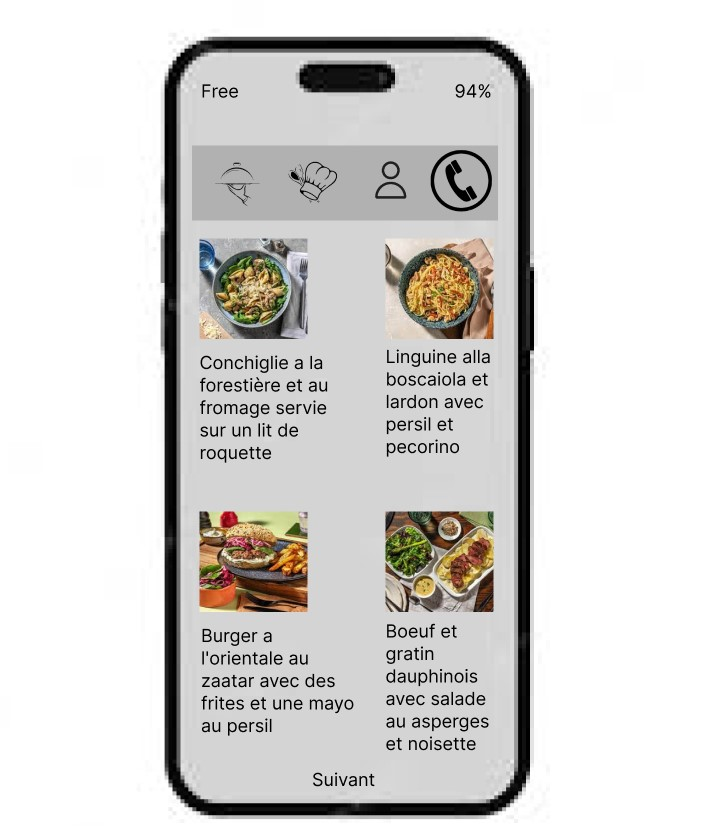 Free
94%
Conchiglie a la
forestière et au
fromage servie
sur un lit de
roquette
Linguine alla
boscaiola et
lardon avec
persil et
pecorino
Burger a
l'orientale au
zaatar avec des
frites et une mayo
au persil
Boeuf et
gratin
dauphinois
avec salade
au asperges
et noisette
Suivant